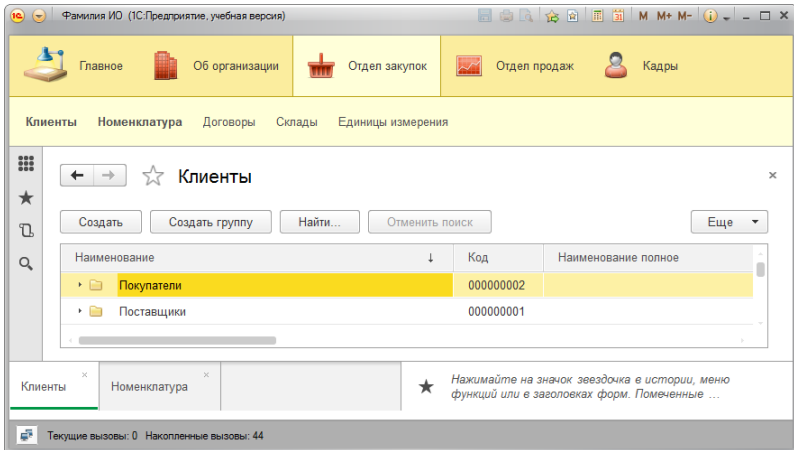 1С Фамилия ИО (1С:Предприятие, учебная версия) 31 M M+ M- i
Главное Об организации Отдел закупок Отдел продаж Кадры
Клиенты Номенклатура Договоры Склады Единицы измерения
Клиенты
Создать Создать группу Найти... Отменить поиск Еще
Наименование ↓ Код Наименование полное
Покупатели 000000002
Поставщики 000000001
Клиенты Номенклатура
Нажимайте на значок звездочка в истории, меню
функций или в заголовках форм. Помеченные ...
Текущие вызовы: 0 Накопленные вызовы: 44